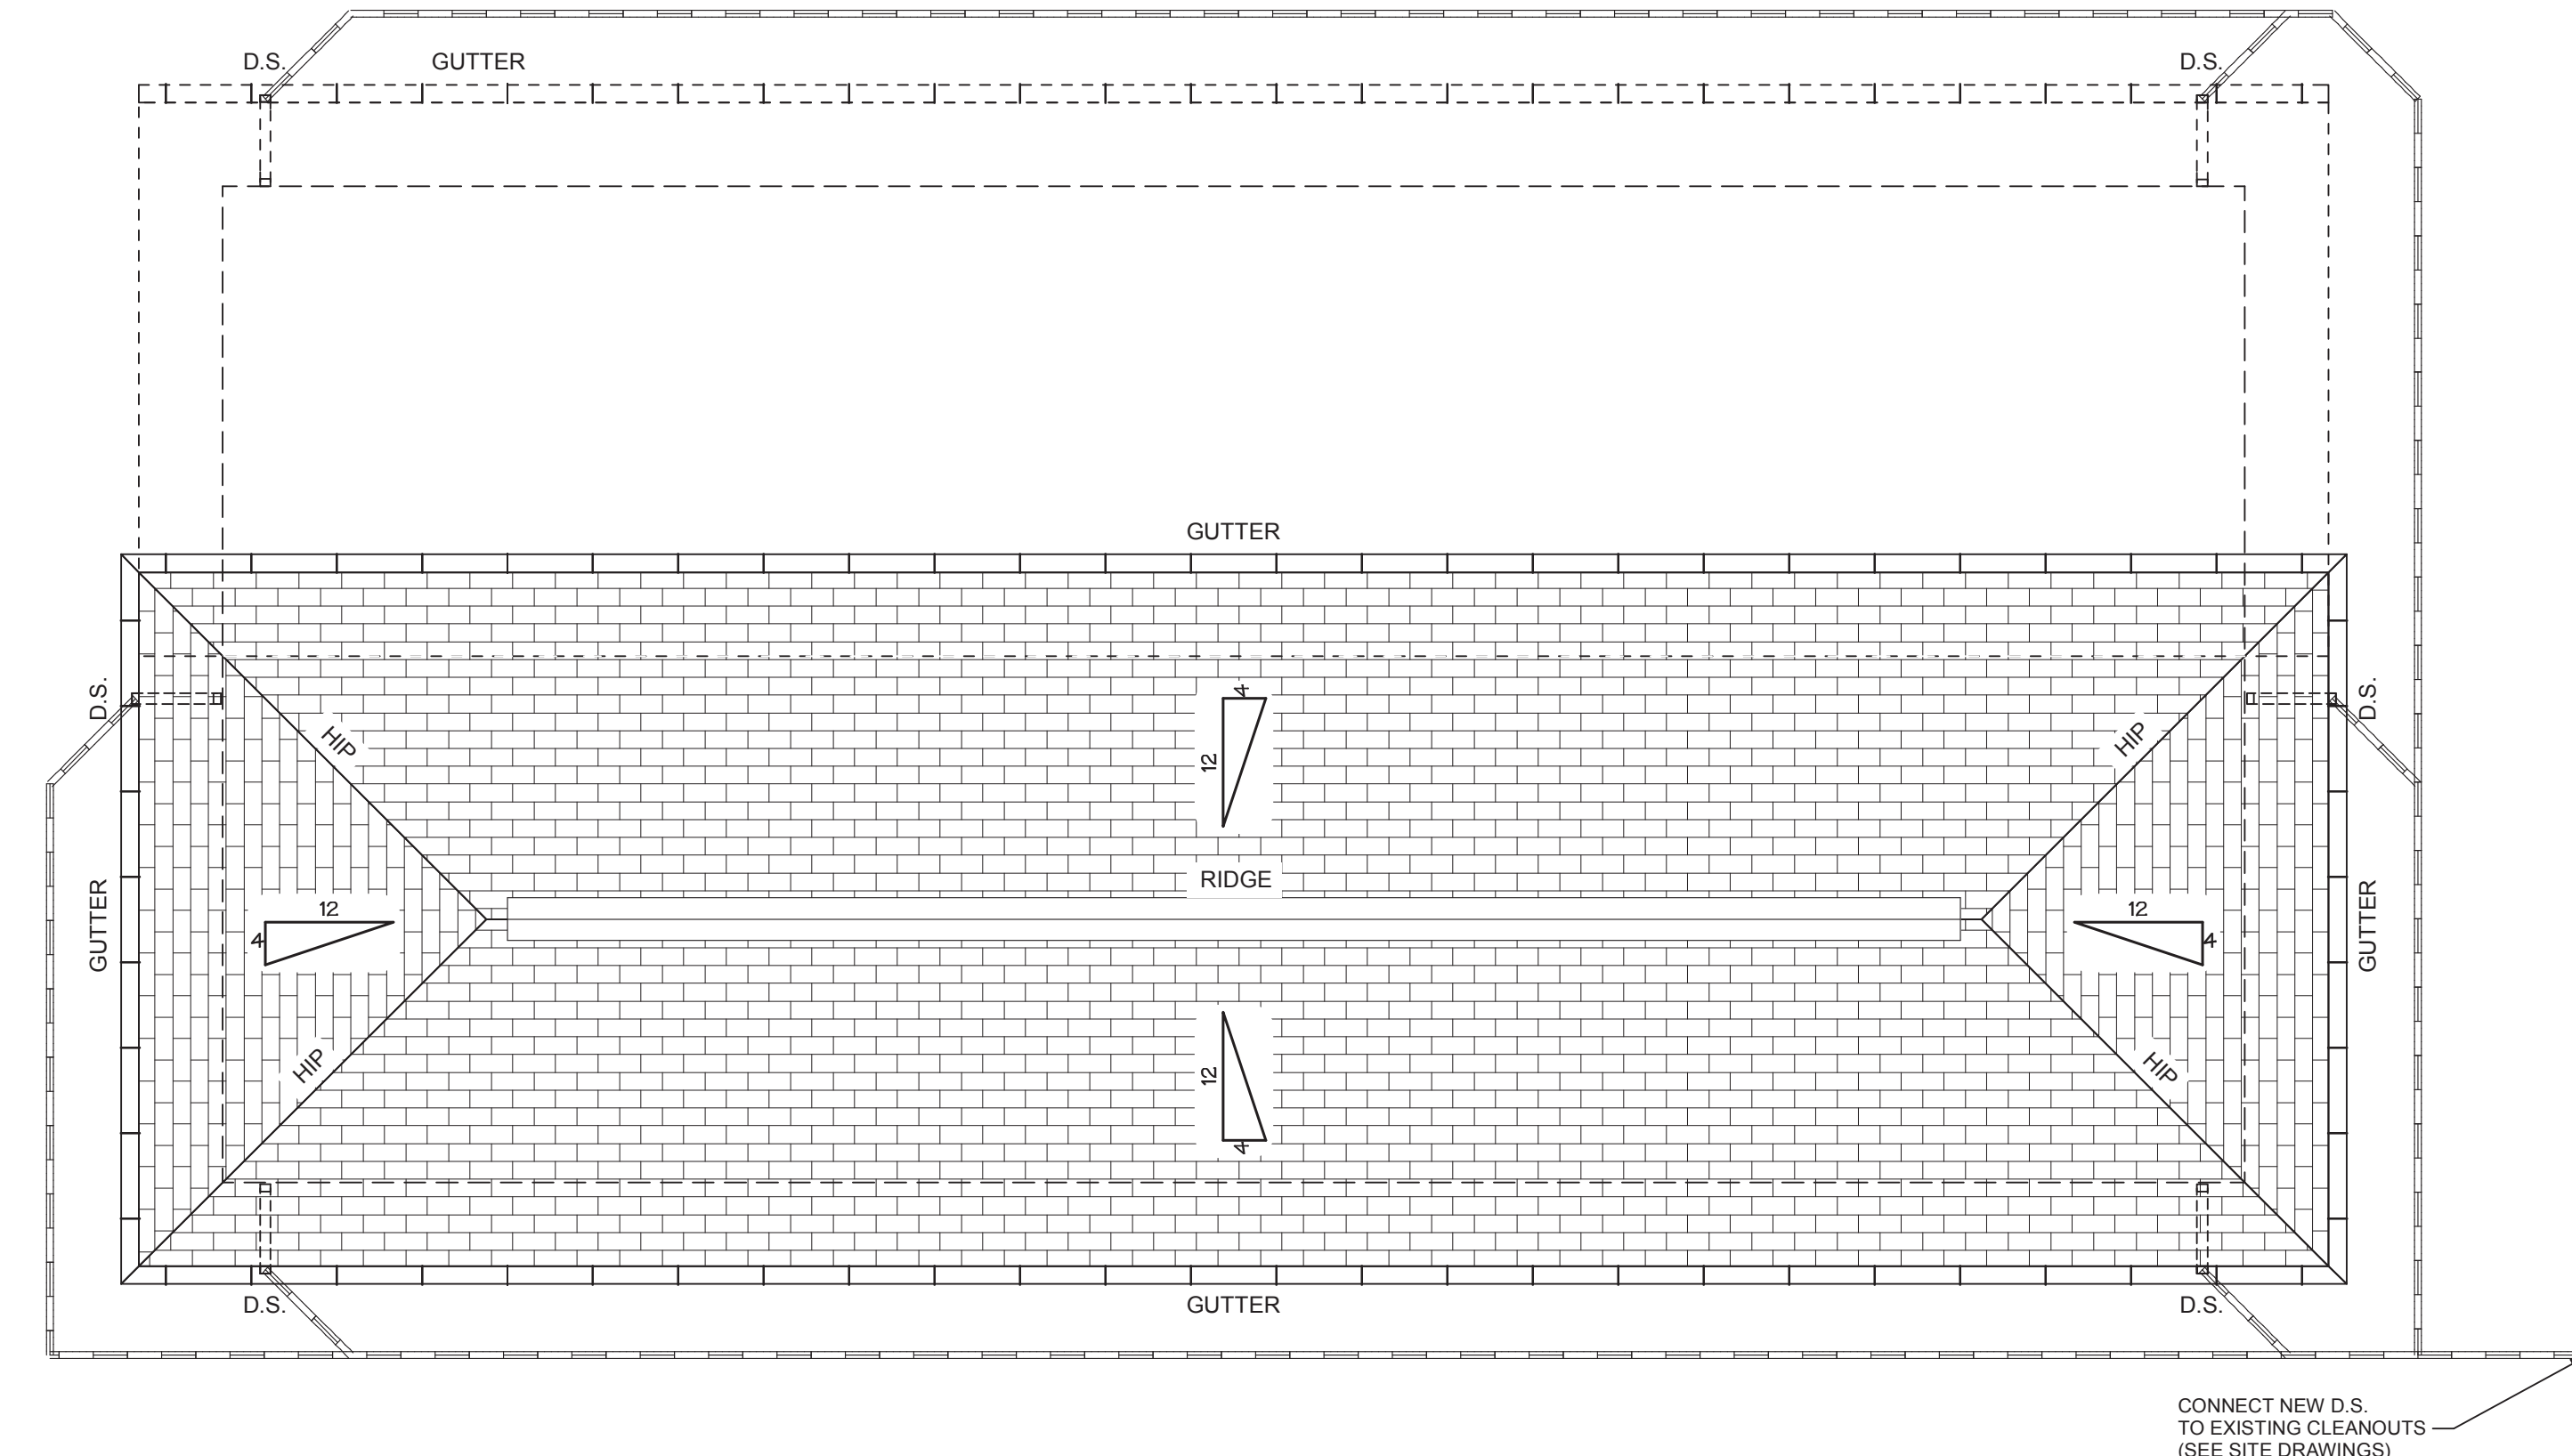 D.S.
GUTTER
D.S.
GUTTER
D.S.
HIP
4
12
HIP
D.S.
RIDGE
GUTTER
12
4
12
4
GUTTER
HIP
12
4
HIP
D.S.
GUTTER
D.S.
CONNECT NEW D.S.
TO EXISTING CLEANOUTS
(SEE SITE DRAWINGS)